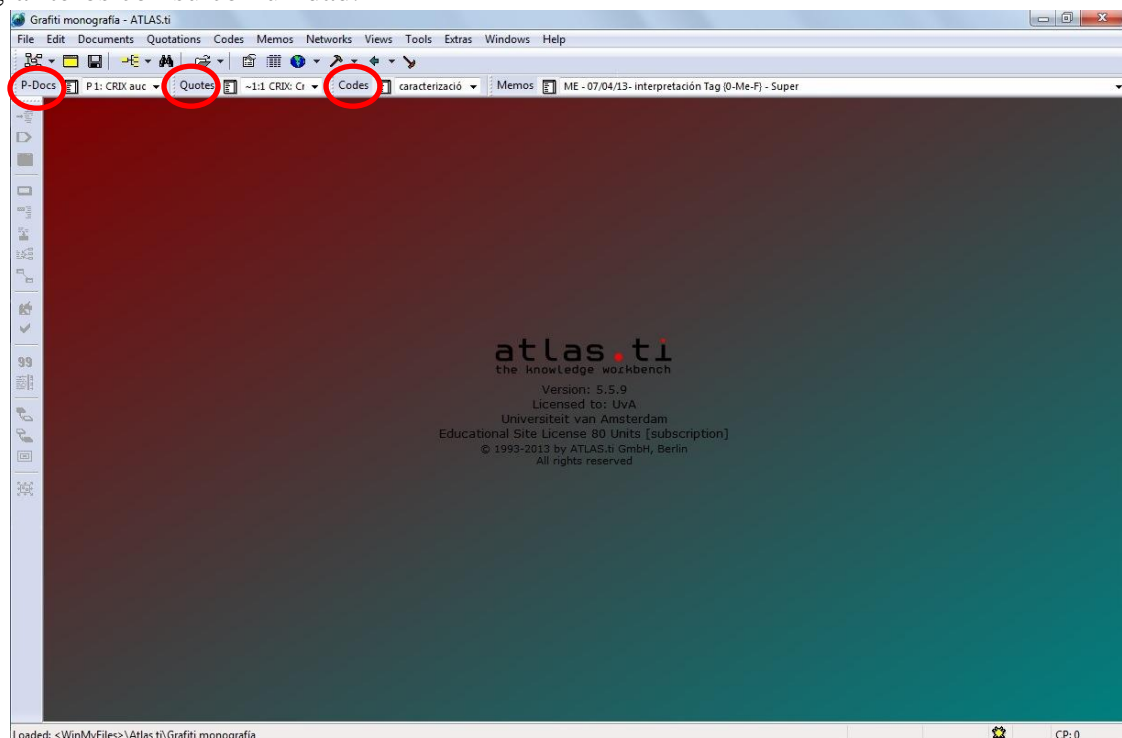 Grafiti monografía - ATLAS.ti
File Edit Documents Quotations Codes Memos Networks Views Tools Extras Windows Help
P-Docs P 1: CRIX auc Quotes ~1:1 CRIX: Cr Codes caracterizació Memos ME - 07/04/13- interpretación Tag {0-Me-F} - Super
atlas.ti
the knowledge workbench
Version: 5.5.9
Licensed to: UvA
Universiteit van Amsterdam
Educational Site License 80 Units [subscription]
© 1993-2013 by ATLAS.ti GmbH, Berlin
All rights reserved
Loaded: <WinMyFiles>\Atlas ti\Grafiti monografía CP: 0